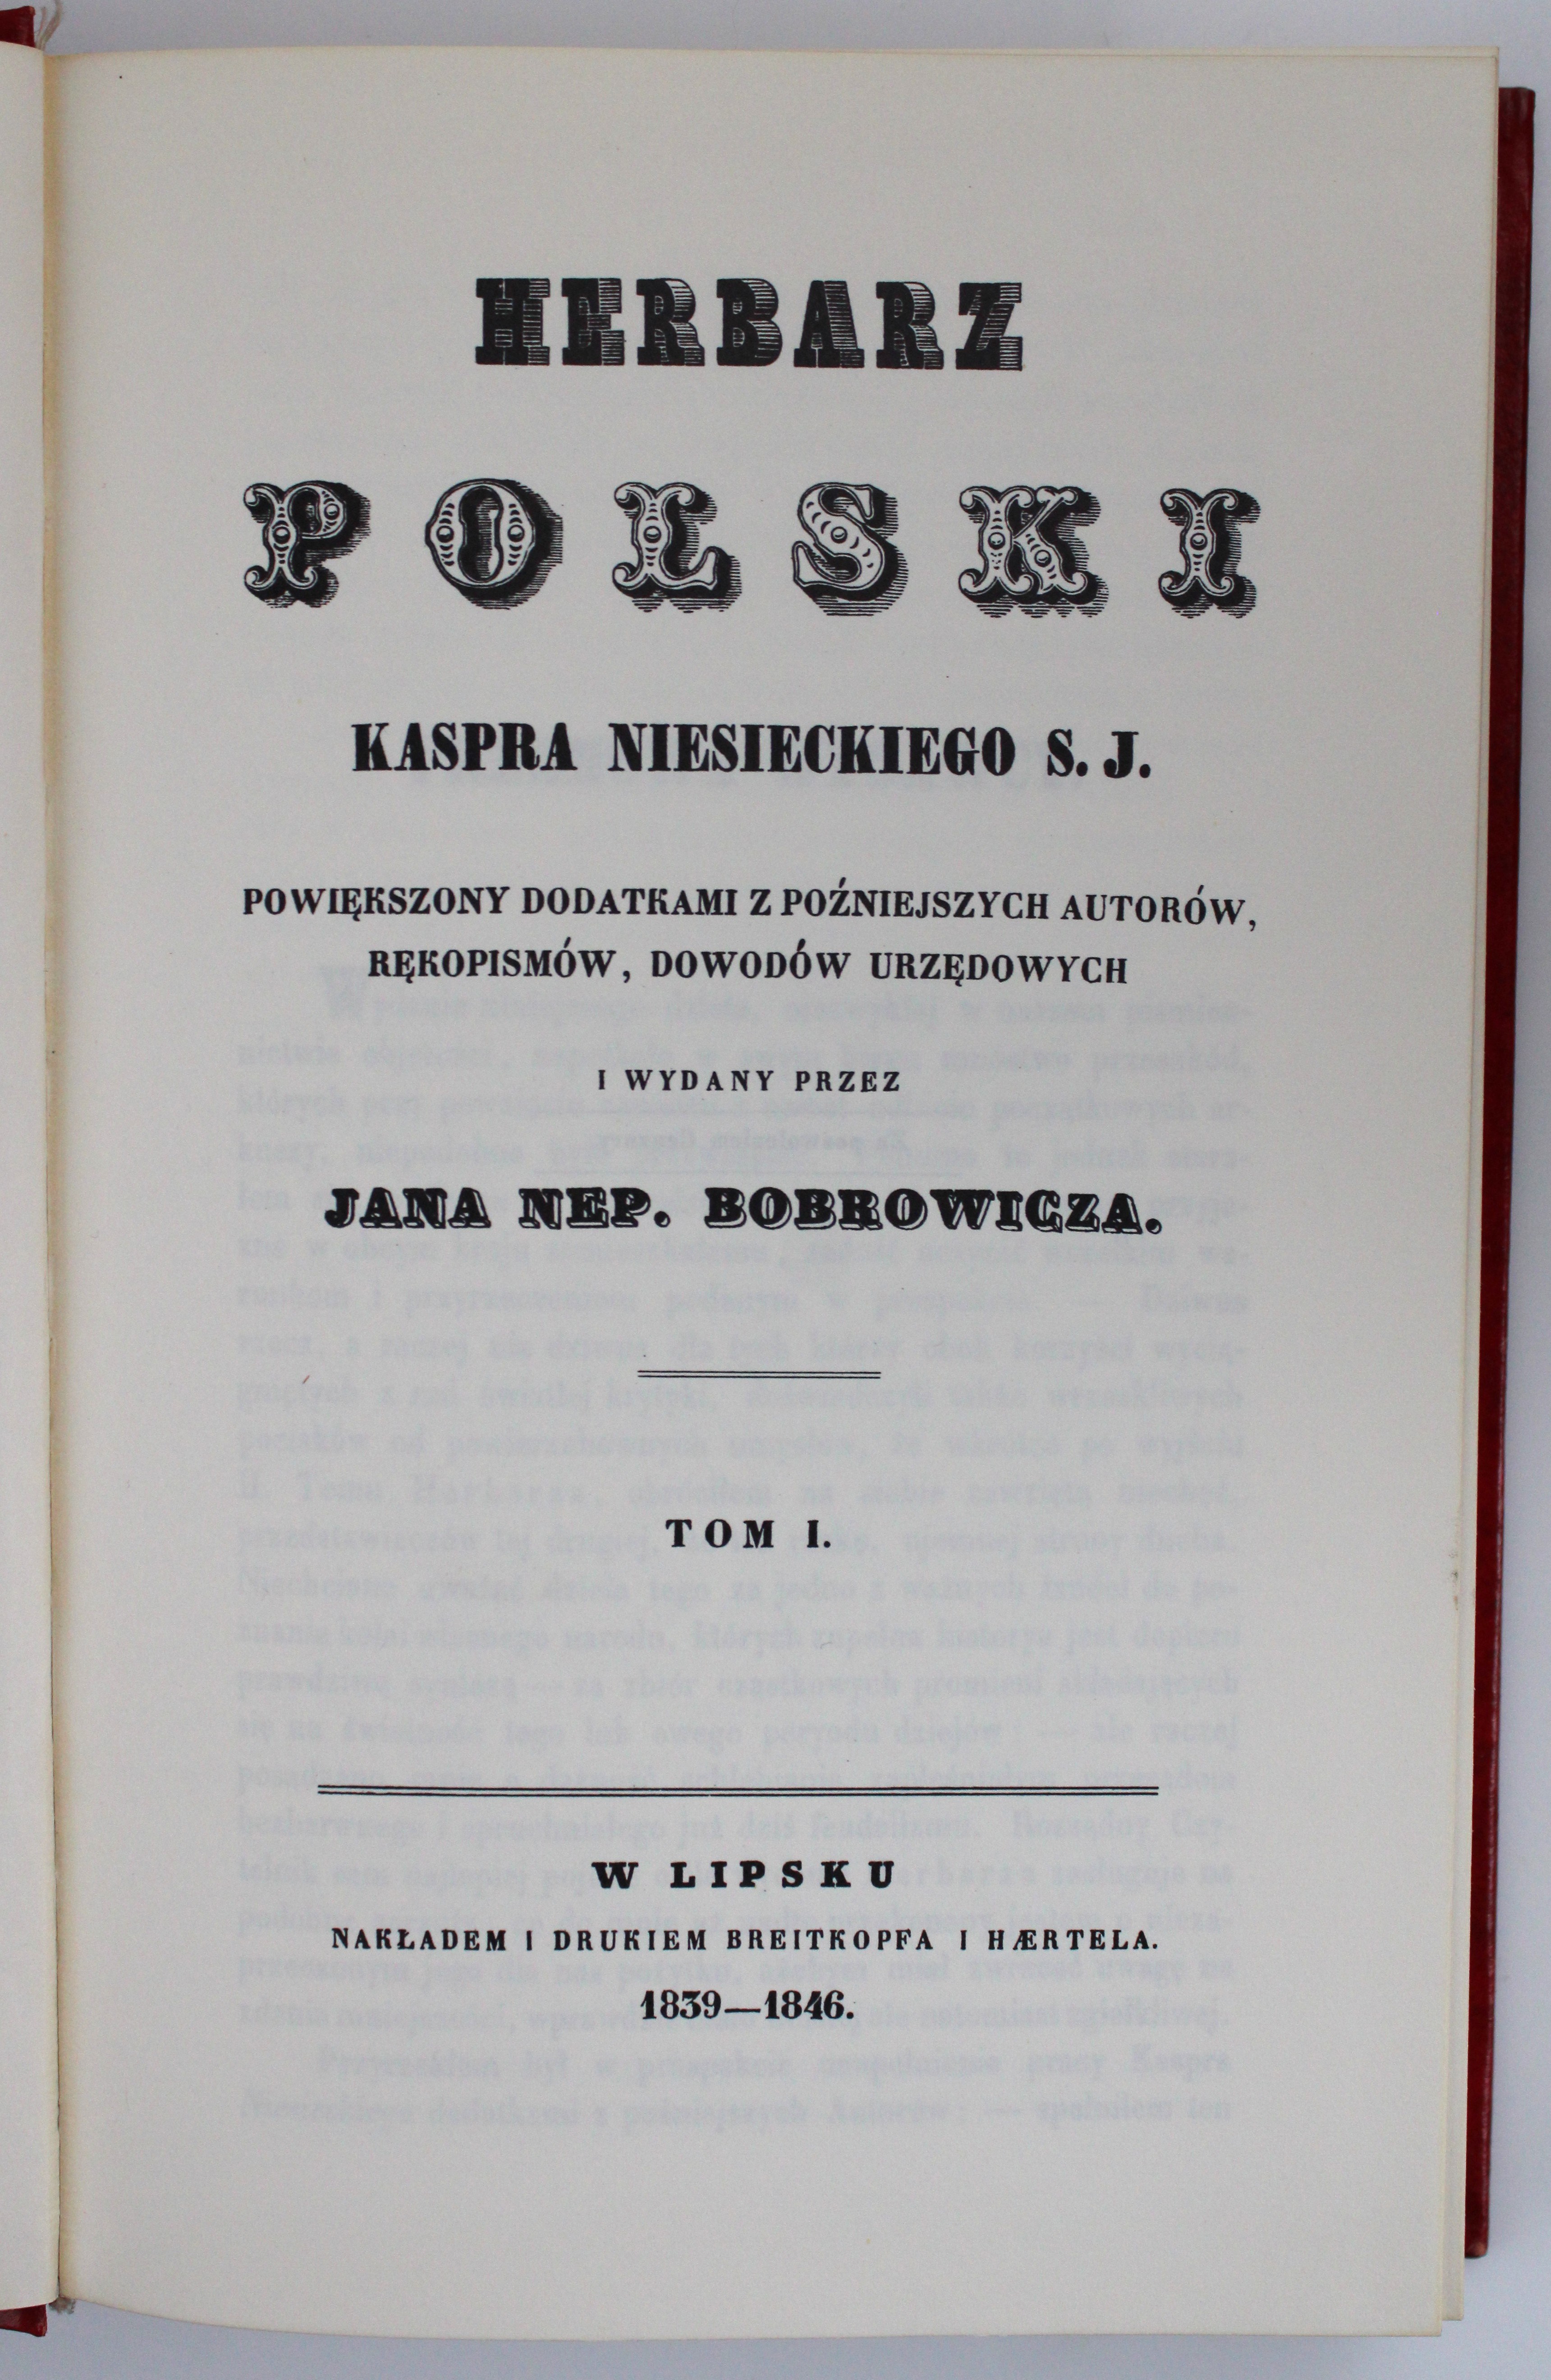 HERBARZ
POLSKI
KASPRA NIESIECKIEGO S. J.
POWIĘKSZONY DODATKAMI Z POŹNIEJSZYCH AUTORÓW,
RĘKOPISMÓW, DOWODÓW URZĘDOWYCH
I WYDANY PRZEZ
JANA NEP. BOBROWICZA.
TOM I.
W LIPSKU
NAKŁADEM I DRUKIEM BREITKOPFA I HÆRTELA.
1839—1846.